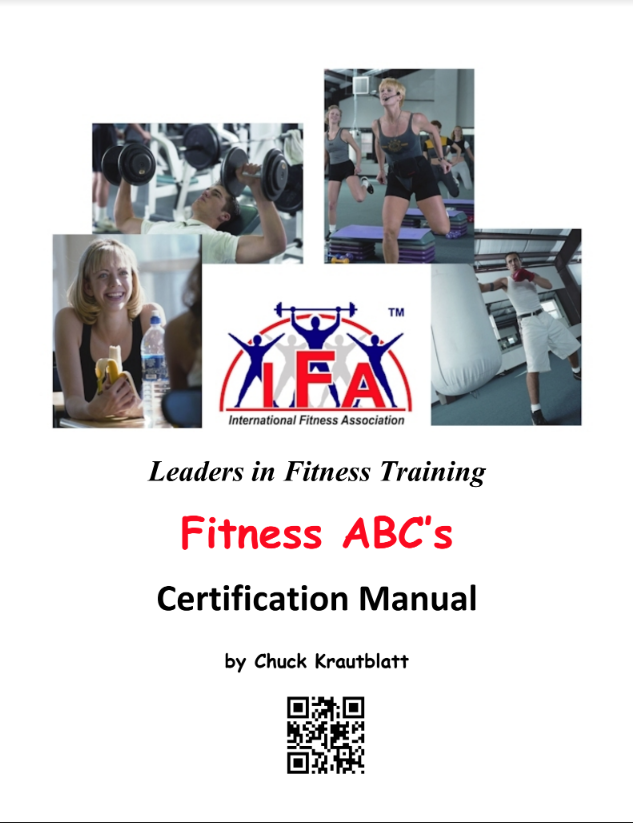 TM
IFA
International Fitness Association
Leaders in Fitness Training
Fitness ABC's
Certification Manual
by Chuck Krautblatt